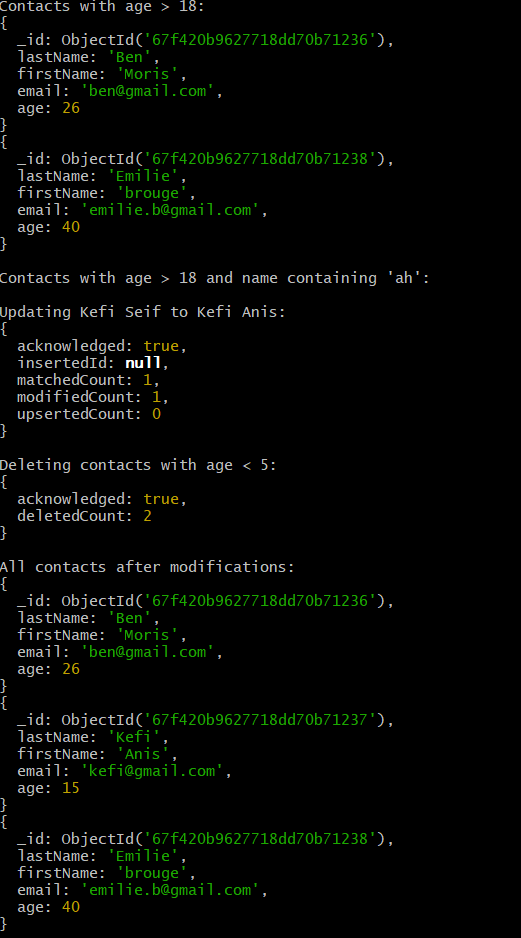 Contacts with age > 18:
{
  _id: ObjectId('67f420b9627718dd70b71236'),
  lastName: 'Ben',
  firstName: 'Moris',
  email: 'ben@gmail.com',
  age: 26
}
{
  _id: ObjectId('67f420b9627718dd70b71238'),
  lastName: 'Emilie',
  firstName: 'brouge',
  email: 'emilie.b@gmail.com',
  age: 40
}

Contacts with age > 18 and name containing 'ah':

Updating Kefi Seif to Kefi Anis:
{
  acknowledged: true,
  insertedId: null,
  matchedCount: 1,
  modifiedCount: 1,
  upsertedCount: 0
}

Deleting contacts with age < 5:
{
  acknowledged: true,
  deletedCount: 2
}

All contacts after modifications:
{
  _id: ObjectId('67f420b9627718dd70b71236'),
  lastName: 'Ben',
  firstName: 'Moris',
  email: 'ben@gmail.com',
  age: 26
}
{
  _id: ObjectId('67f420b9627718dd70b71237'),
  lastName: 'Kefi',
  firstName: 'Anis',
  email: 'kefi@gmail.com',
  age: 15
}
{
  _id: ObjectId('67f420b9627718dd70b71238'),
  lastName: 'Emilie',
  firstName: 'brouge',
  email: 'emilie.b@gmail.com',
  age: 40
}